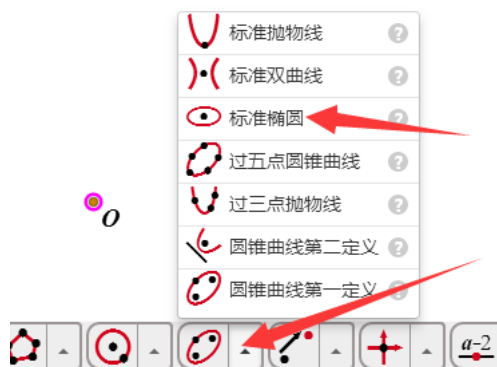 标准抛物线
标准双曲线
标准椭圆
过五点圆锥曲线
过三点抛物线
O
圆锥曲线第二定义
圆锥曲线第一定义
a-2